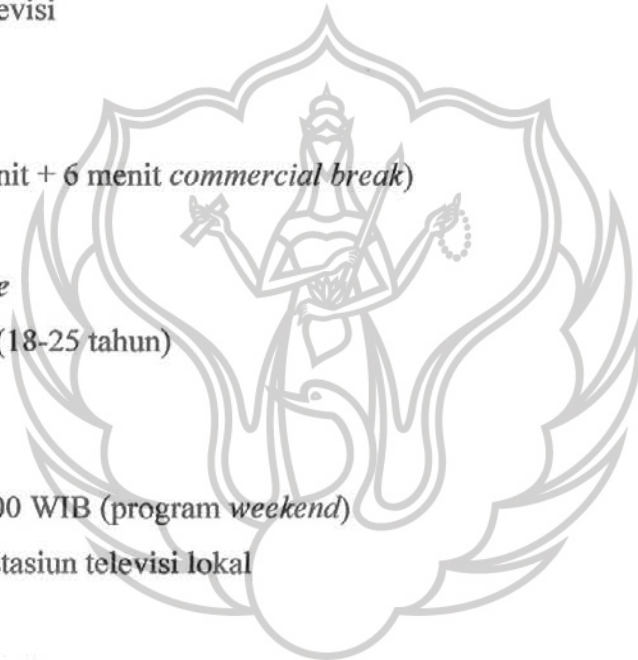 evisi
nit + 6 menit commercial break)
e
(18-25 tahun)
00 WIB (program weekend)
tasiun televisi lokal